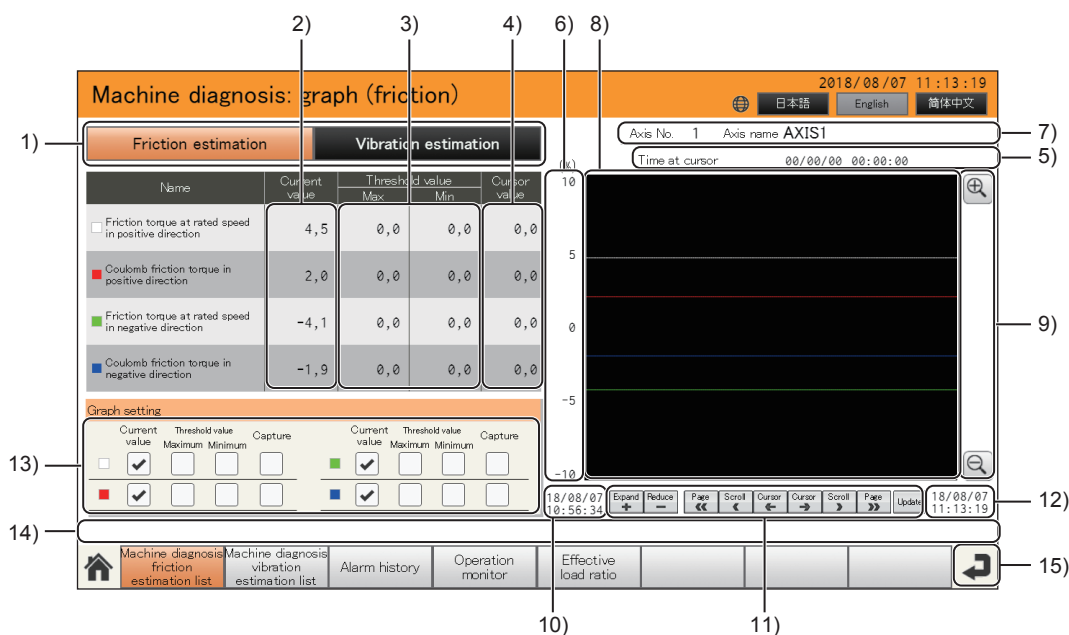 2) 3) 4) 6) 8)
Machine diagnosis: graph (friction)
2018/08/07 11:13:19
日本語 English 简体中文
1)
Friction estimation Vibration estimation
Axis No. 1 Axis name AXIS1
7)
Time at cursor 00/00/00 00:00:00
5)
Name Current value Threshold value Max Min Cursor value
Friction torque at rated speed
in positive direction
4,5 0,0 0,0 0,0
Coulomb friction torque in
positive direction
2,0 0,0 0,0 0,0
Friction torque at rated speed
in negative direction
-4,1 0,0 0,0 0,0
Coulomb friction torque in
negative direction
-1,9 0,0 0,0 0,0
(%)
10
5
0
-5
-10
9)
Graph setting
Current value Threshold value Maximum Minimum Capture
Current value Threshold value Maximum Minimum Capture
13)
18/08/07
10:56:34
Expand Reduce Page Scroll Cursor Cursor Scroll Page Update
18/08/07
11:13:19
12)
14)
Machine diagnosis
friction
estimation list
Machine diagnosis
vibration
estimation list
Alarm history
Operation
monitor
Effective
load ratio
15)
10) 11)